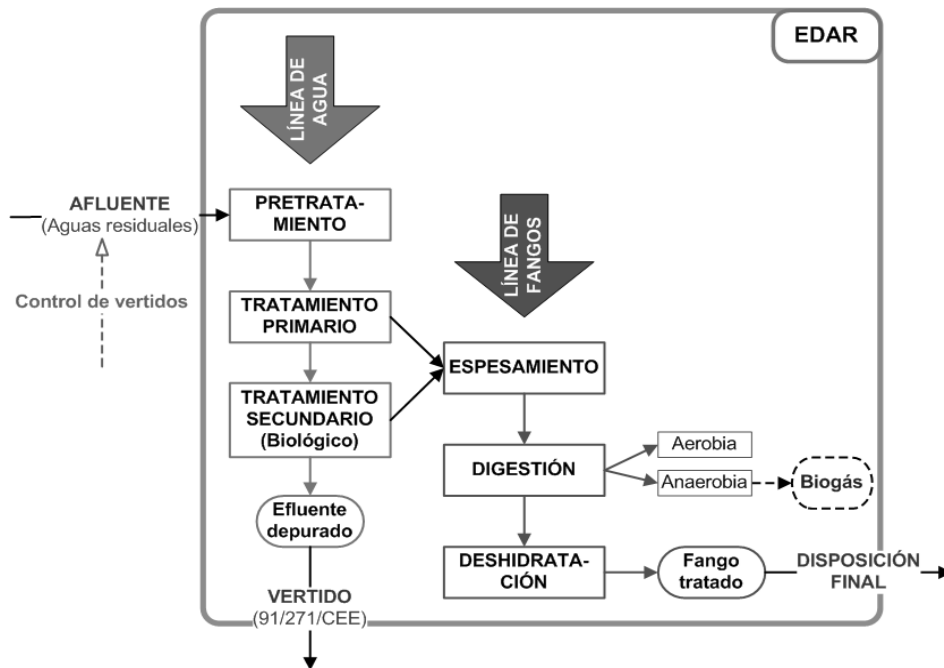 EDAR
LÍNEA DE
AGUA
AFLUENTE
(Aguas residuales)
PRETRATA-
MIENTO
LÍNEA DE
FANGOS
Control de vertidos
TRATAMIENTO
PRIMARIO
ESPESAMIENTO
TRATAMIENTO
SECUNDARIO
(Biológico)
DIGESTIÓN
Aerobia
Anaerobia
Biogás
Efluente
depurado
DESHIDRATA-
CIÓN
Fango
tratado
DISPOSICIÓN
FINAL
VERTIDO
(91/271/CEE)